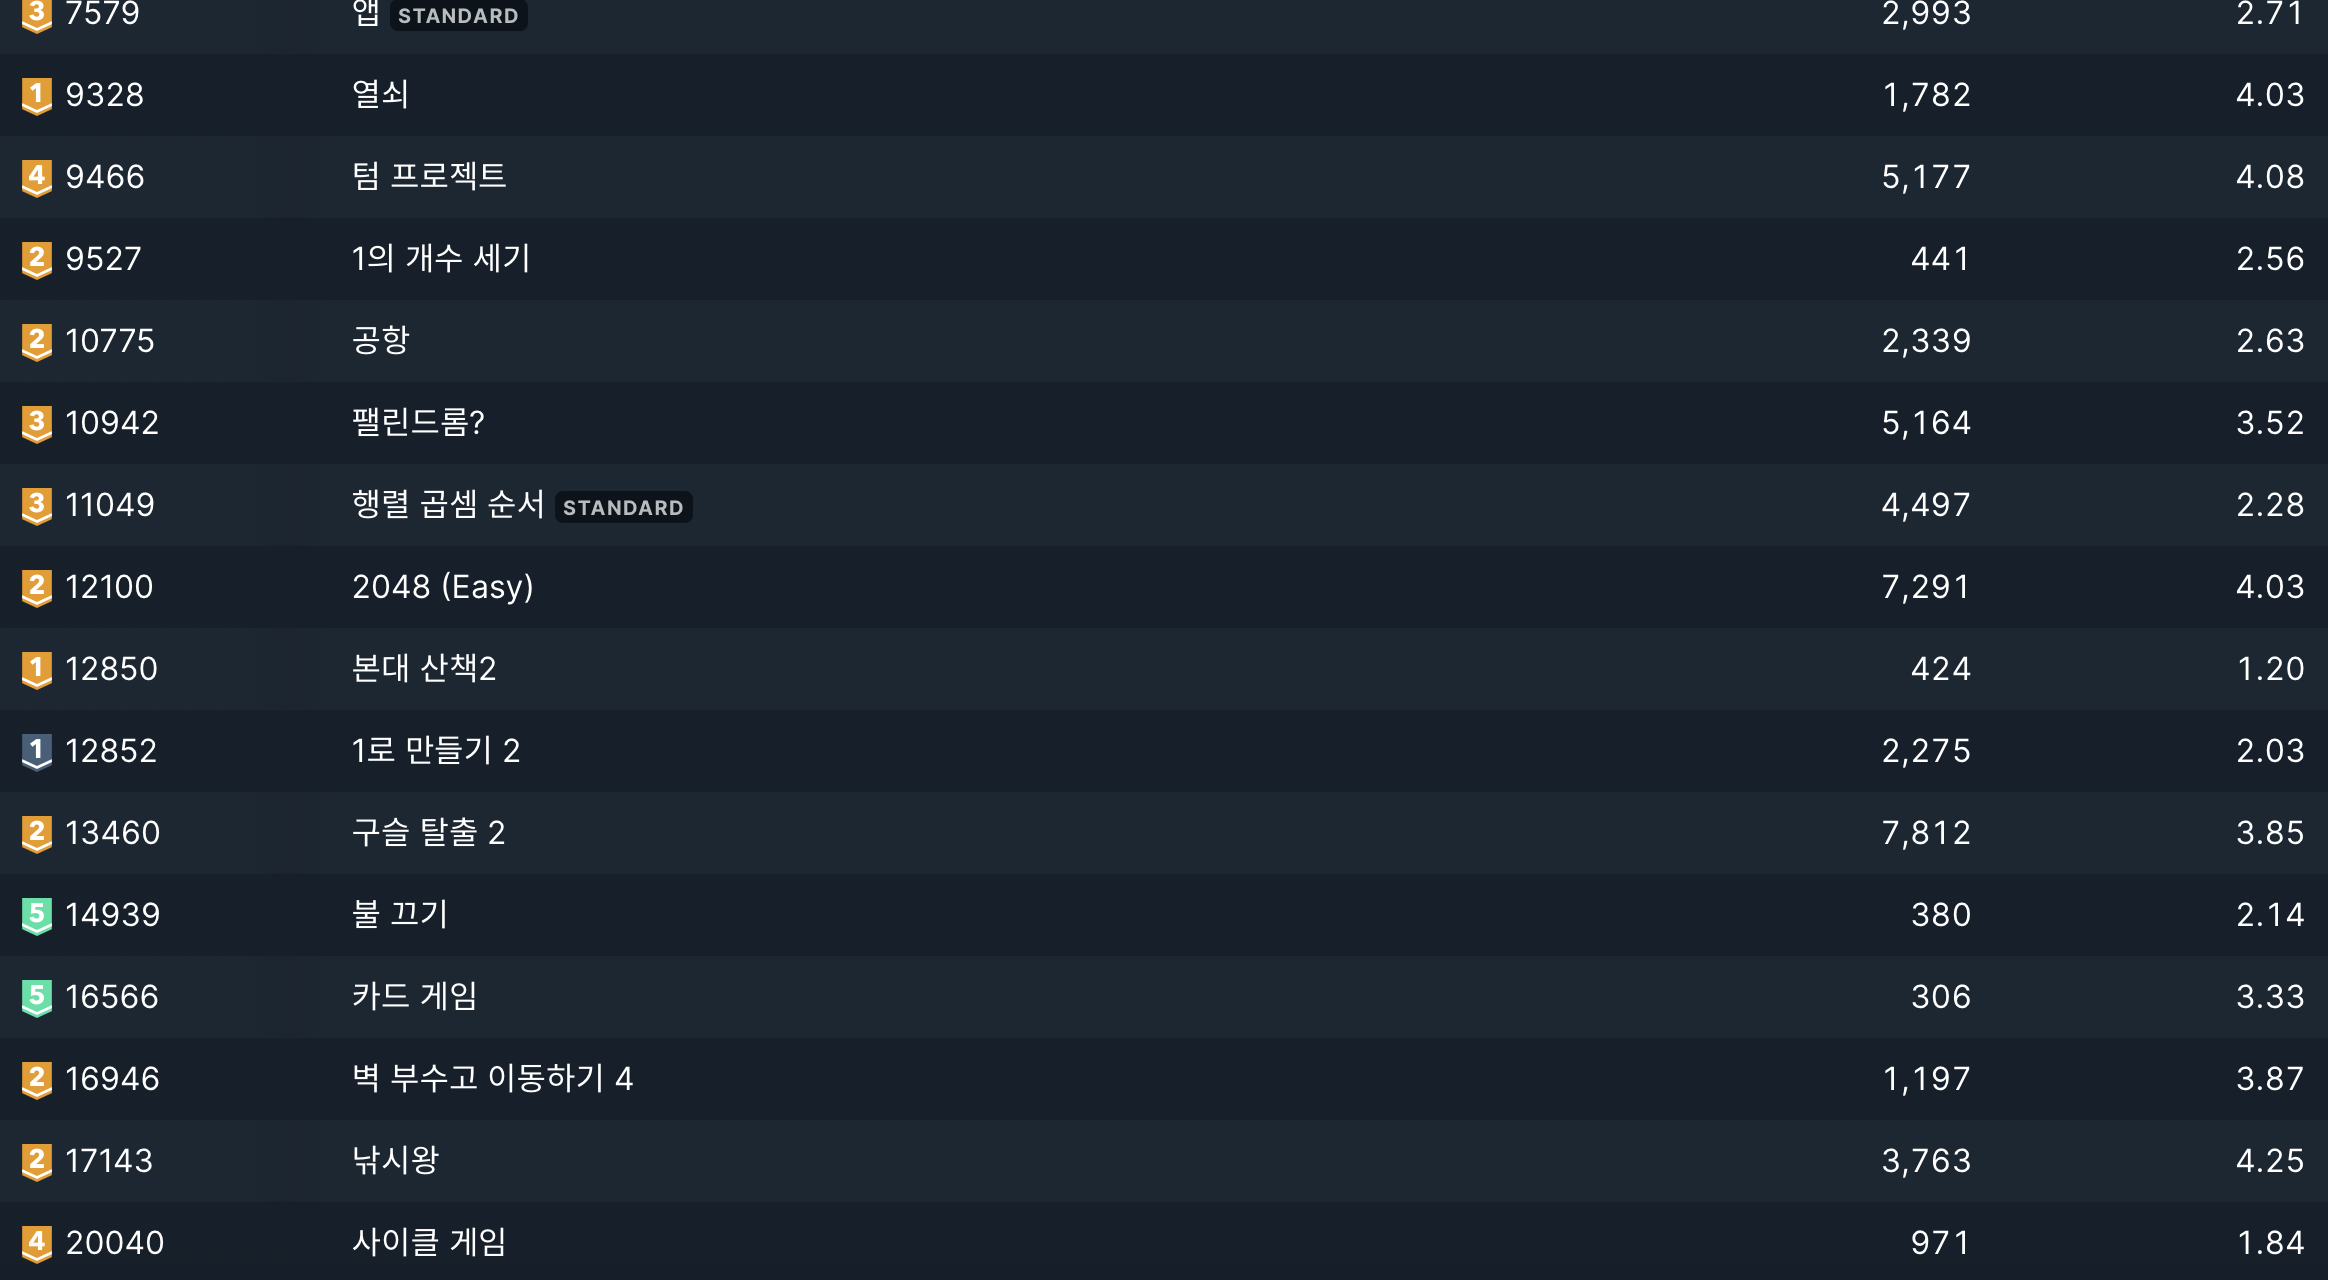 3 7579 앱 STANDARD 2,993 2.71
1 9328 열쇠 1,782 4.03
4 9466 텀 프로젝트 5,177 4.08
2 9527 1의 개수 세기 441 2.56
2 10775 공항 2,339 2.63
3 10942 팰린드롬? 5,164 3.52
3 11049 행렬 곱셈 순서 STANDARD 4,497 2.28
2 12100 2048 (Easy) 7,291 4.03
1 12850 본대 산책2 424 1.20
1 12852 1로 만들기 2 2,275 2.03
2 13460 구슬 탈출 2 7,812 3.85
5 14939 불 끄기 380 2.14
5 16566 카드 게임 306 3.33
2 16946 벽 부수고 이동하기 4 1,197 3.87
2 17143 낚시왕 3,763 4.25
4 20040 사이클 게임 971 1.84